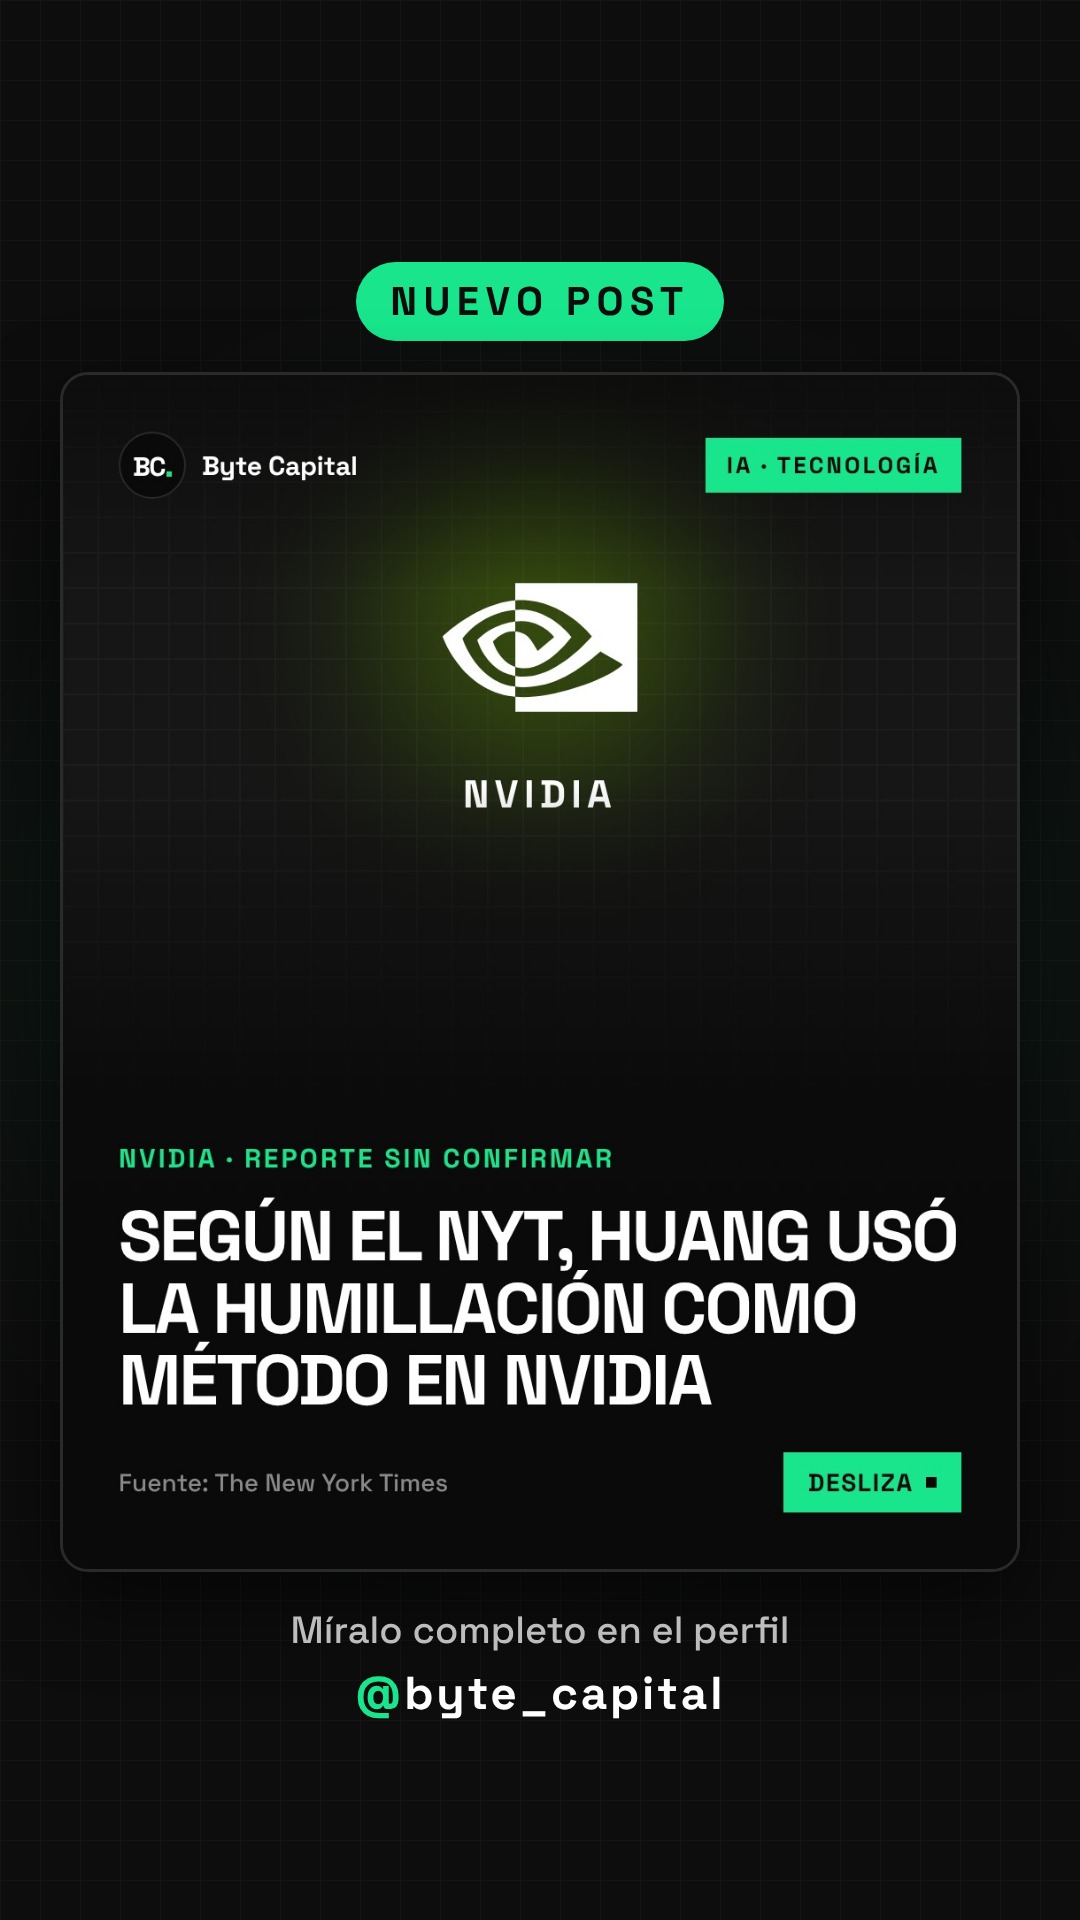 NUEVO POST
BC.
Byte Capital
IA · TECNOLOGÍA
NVIDIA
NVIDIA · REPORTE SIN CONFIRMAR
SEGÚN EL NYT, HUANG USÓ
LA HUMILLACIÓN COMO
MÉTODO EN NVIDIA
Fuente: The New York Times
DESLIZA
Míralo completo en el perfil
@byte_capital